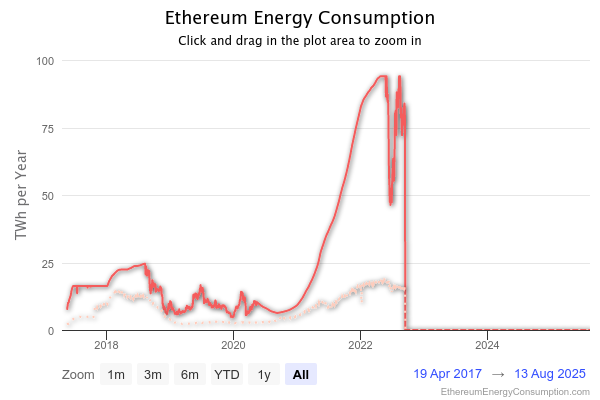 Ethereum Energy Consumption
Click and drag in the plot area to zoom in
TWh per Year
100
75
50
25
0
2018 2020 2022 2024
Zoom 1m 3m 6m YTD 1y All 19 Apr 2017 → 13 Aug 2025
EthereumEnergyConsumption.com